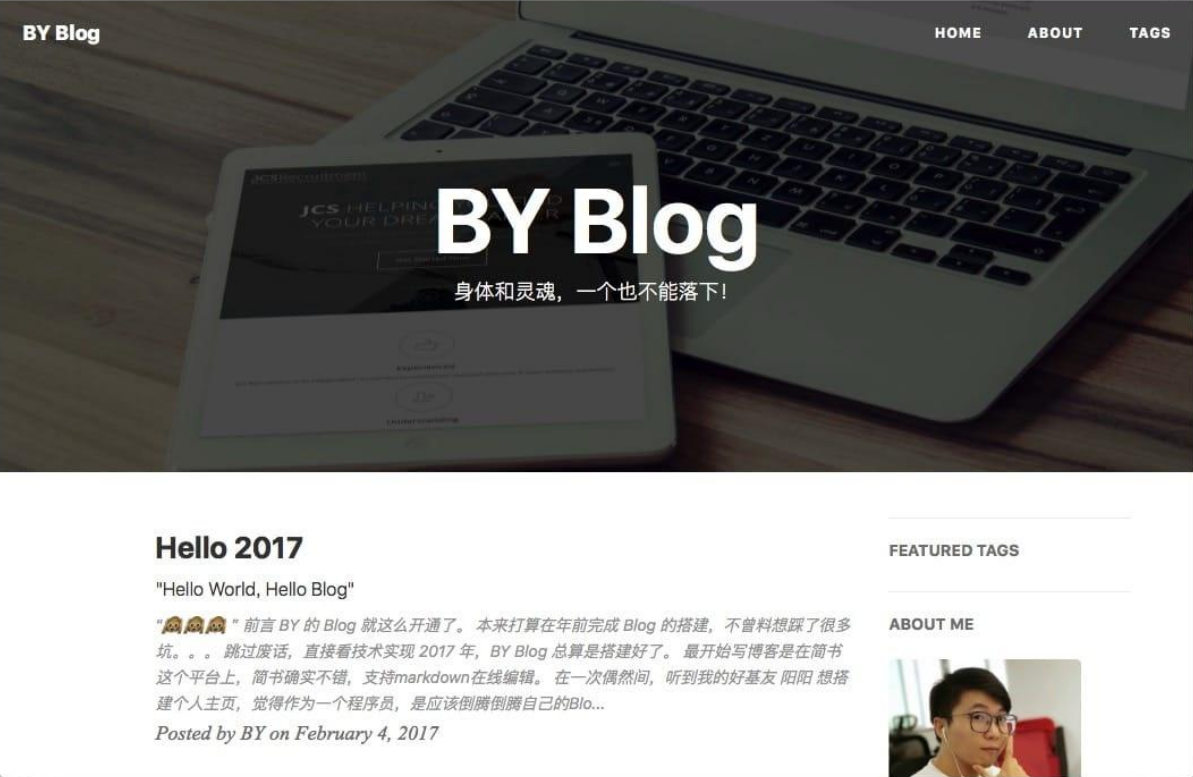 BY Blog
HOME ABOUT TAGS
JCS Recruitment
JCS HELPING
YOUR DREA
BY Blog
身体和灵魂，一个也不能落下！
Experienced
Understanding
Hello 2017
FEATURED TAGS
"Hello World, Hello Blog"
ABOUT ME
“🙈🙈🙈 ” 前言 BY 的 Blog 就这么开通了。 本来打算在年前完成 Blog 的搭建，不曾料想踩了很多
坑。。。 跳过废话，直接看技术实现 2017 年，BY Blog 总算是搭建好了。 最开始写博客是在简书
这个平台上，简书确实不错，支持markdown在线编辑。 在一次偶然间，听到我的好基友 阳阳 想搭
建个人主页，觉得作为一个程序员，是应该倒腾倒腾自己的Blo...
Posted by BY on February 4, 2017